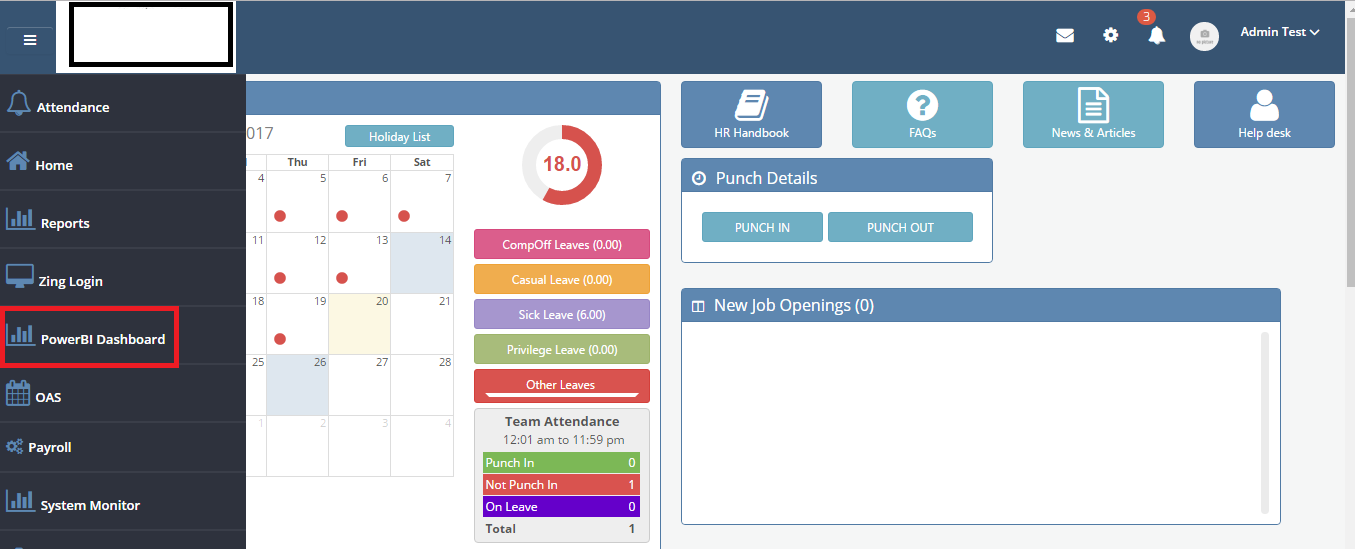 3
Admin Test
Attendance
Home
Reports
Zing Login
PowerBI Dashboard
OAS
Payroll
System Monitor
017
Holiday List
Thu Fri Sat
4 5 6 7
11 12 13 14
18 19 20 21
25 26 27 28
1 2 3 4
18.0
CompOff Leaves (0.00)
Casual Leave (0.00)
Sick Leave (6.00)
Privilege Leave (0.00)
Other Leaves
Team Attendance
12:01 am to 11:59 pm
Punch In 0
Not Punch In 1
On Leave 0
Total 1
HR Handbook
FAQs
News & Articles
Help desk
Punch Details
PUNCH IN PUNCH OUT
New Job Openings (0)